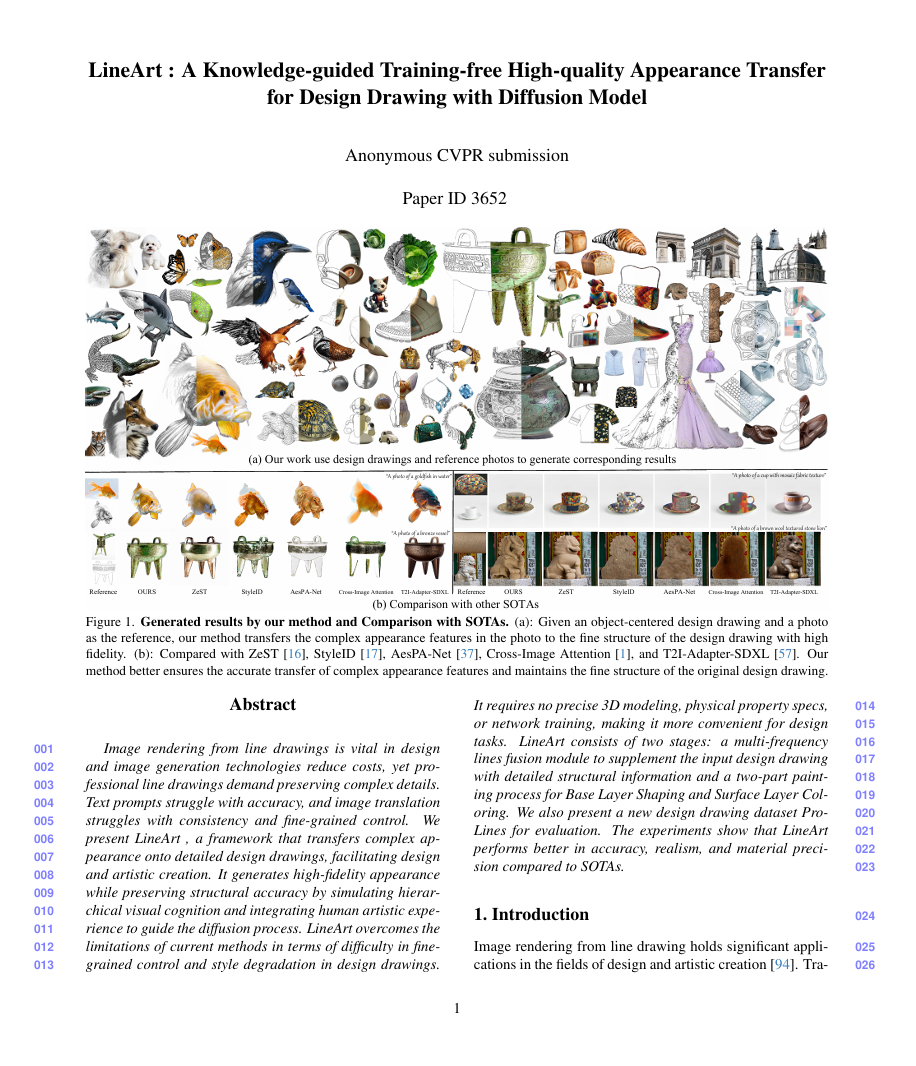 LineArt : A Knowledge-guided Training-free High-quality Appearance Transfer
for Design Drawing with Diffusion Model
Anonymous CVPR submission
Paper ID 3652
(a) Our work use design drawings and reference photos to generate corresponding results
"A photo of a goldfish in water"
"A photo of a cup with mosaic fabric texture"
"A photo of a bronze vessel"
"A photo of a brown wool textured stone lion"
Reference OURS ZeST StyleID AesPA-Net Cross-Image Attention T2I-Adapter-SDXL Reference OURS ZeST StyleID AesPA-Net Cross-Image Attention T2I-Adapter-SDXL
(b) Comparison with other SOTAs
Figure 1. Generated results by our method and Comparison with SOTAs. (a): Given an object-centered design drawing and a photo
as the reference, our method transfers the complex appearance features in the photo to the fine structure of the design drawing with high
fidelity. (b): Compared with ZeST [16], StyleID [17], AesPA-Net [37], Cross-Image Attention [1], and T2I-Adapter-SDXL [57]. Our
method better ensures the accurate transfer of complex appearance features and maintains the fine structure of the original design drawing.
Abstract
001 Image rendering from line drawings is vital in design
002 and image generation technologies reduce costs, yet pro-
003 fessional line drawings demand preserving complex details.
004 Text prompts struggle with accuracy, and image translation
005 struggles with consistency and fine-grained control. We
006 present LineArt , a framework that transfers complex ap-
007 pearance onto detailed design drawings, facilitating design
008 and artistic creation. It generates high-fidelity appearance
009 while preserving structural accuracy by simulating hierar-
010 chical visual cognition and integrating human artistic expe-
011 rience to guide the diffusion process. LineArt overcomes the
012 limitations of current methods in terms of difficulty in fine-
013 grained control and style degradation in design drawings.
It requires no precise 3D modeling, physical property specs, 014
or network training, making it more convenient for design 015
tasks. LineArt consists of two stages: a multi-frequency 016
lines fusion module to supplement the input design drawing 017
with detailed structural information and a two-part paint- 018
ing process for Base Layer Shaping and Surface Layer Col- 019
oring. We also present a new design drawing dataset Pro- 020
Lines for evaluation. The experiments show that LineArt 021
performs better in accuracy, realism, and material preci- 022
sion compared to SOTAs. 023
1. Introduction 024
Image rendering from line drawing holds significant appli- 025
cations in the fields of design and artistic creation [94]. Tra- 026
1